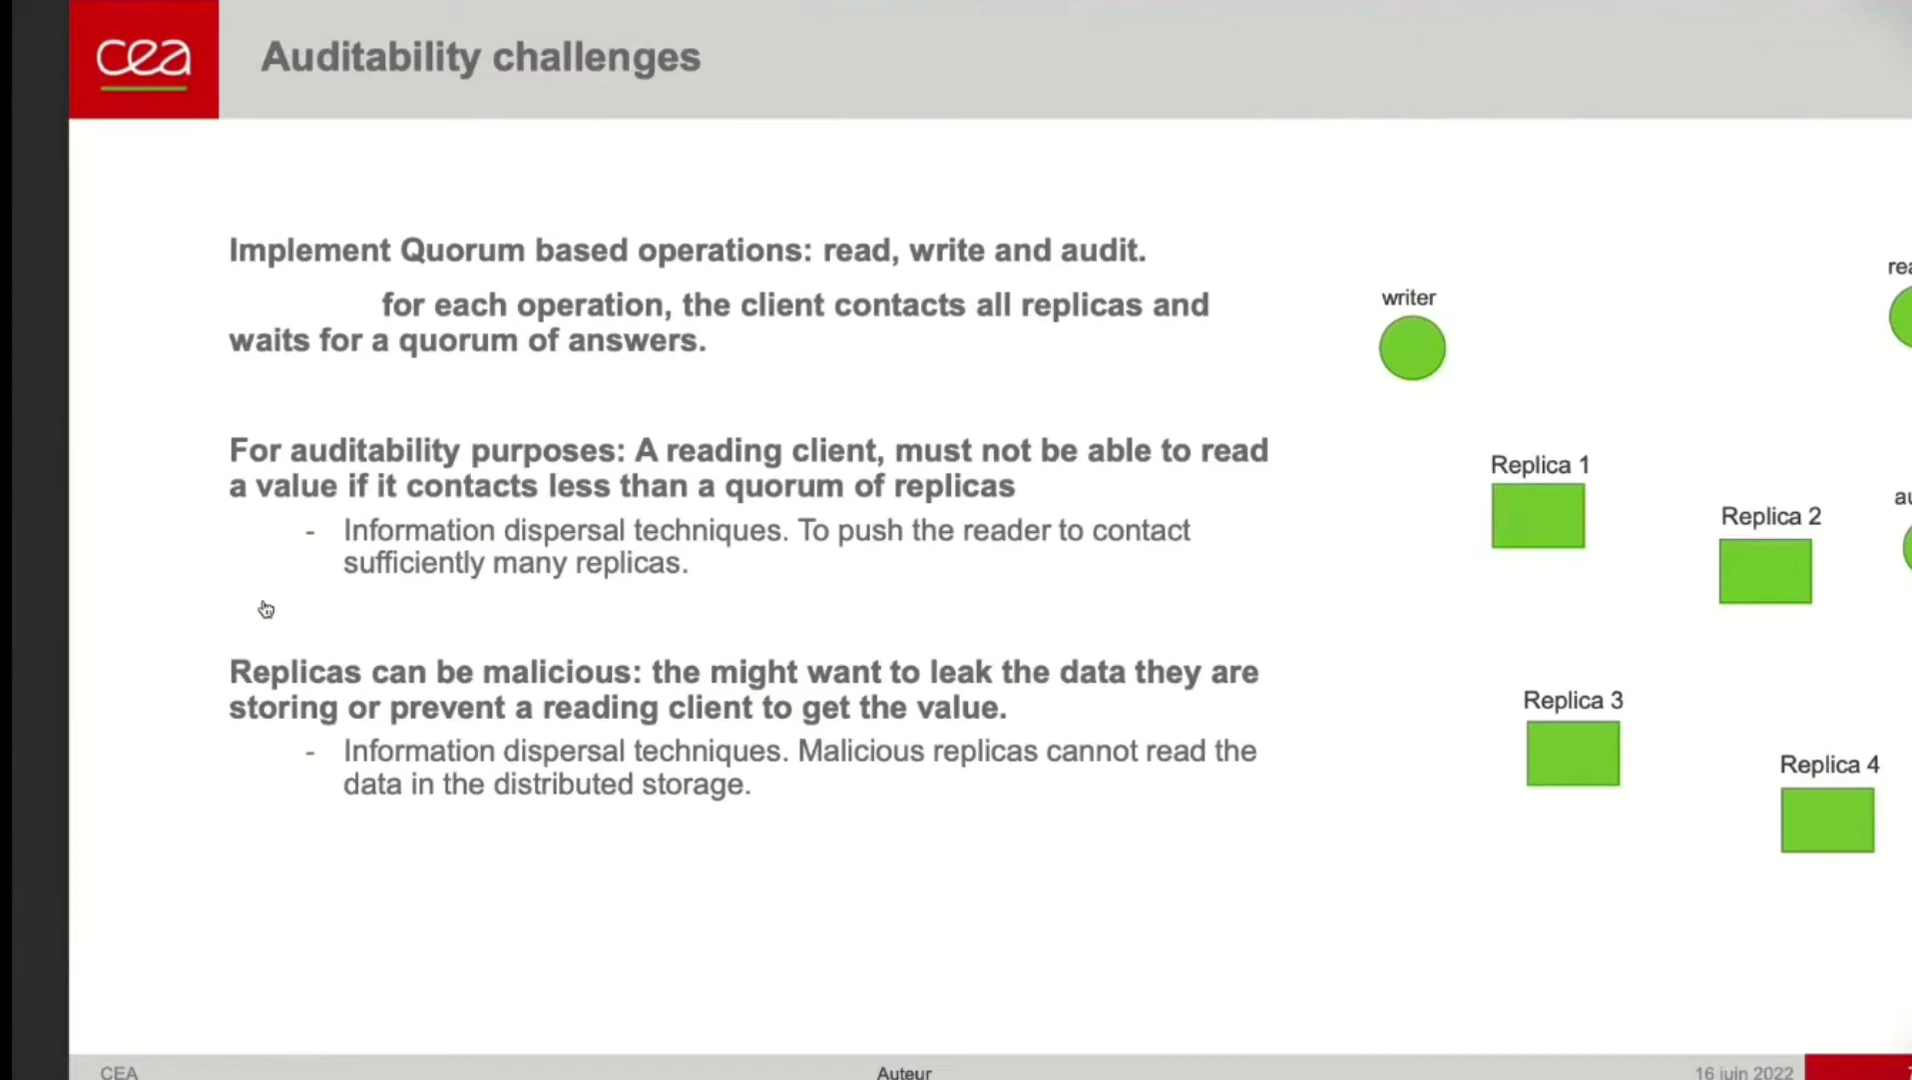 cea
Auditability challenges
Implement Quorum based operations: read, write and audit.
for each operation, the client contacts all replicas and
waits for a quorum of answers.
For auditability purposes: A reading client, must not be able to read
a value if it contacts less than a quorum of replicas
- Information dispersal techniques. To push the reader to contact
sufficiently many replicas.
Replicas can be malicious: the might want to leak the data they are
storing or prevent a reading client to get the value.
- Information dispersal techniques. Malicious replicas cannot read the
data in the distributed storage.
writer
Replica 1
Replica 2
Replica 3
Replica 4
CEA
Auteur
16 juin 2022